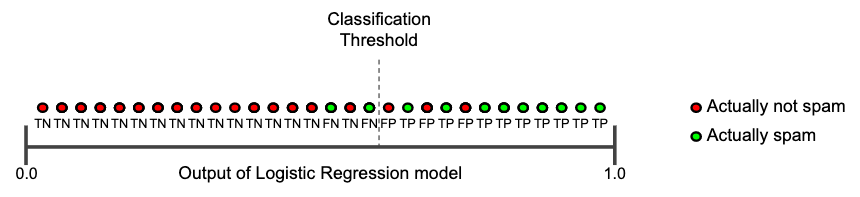 Classification
Threshold
TN TN TN TN TN TN TN TN TN TN TN TN TN TN TN FN TN FN FP TP FP TP FP TP TP TP TP TP TP TP
Actually not spam
Actually spam
0.0 Output of Logistic Regression model 1.0